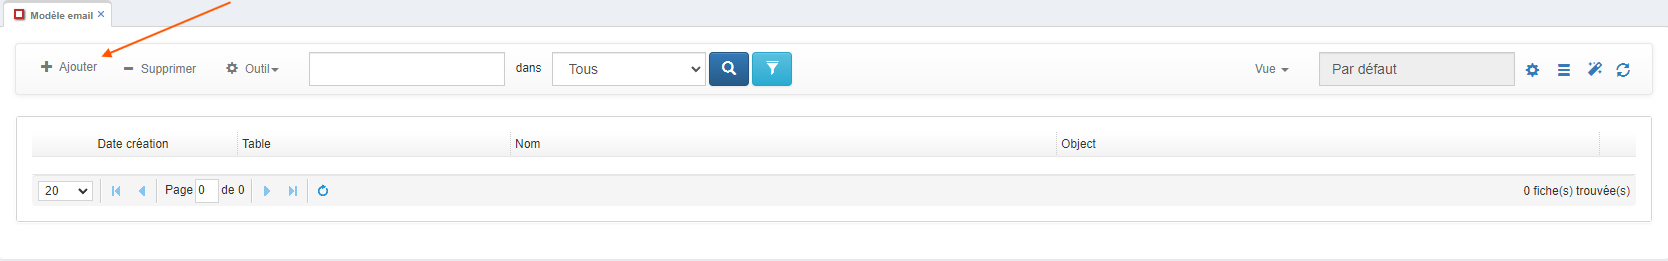 Modèle email
Ajouter Supprimer Outil dans Tous Vue Par défaut
Date création Table Nom Object
20 Page 0 de 0 0 fiche(s) trouvée(s)